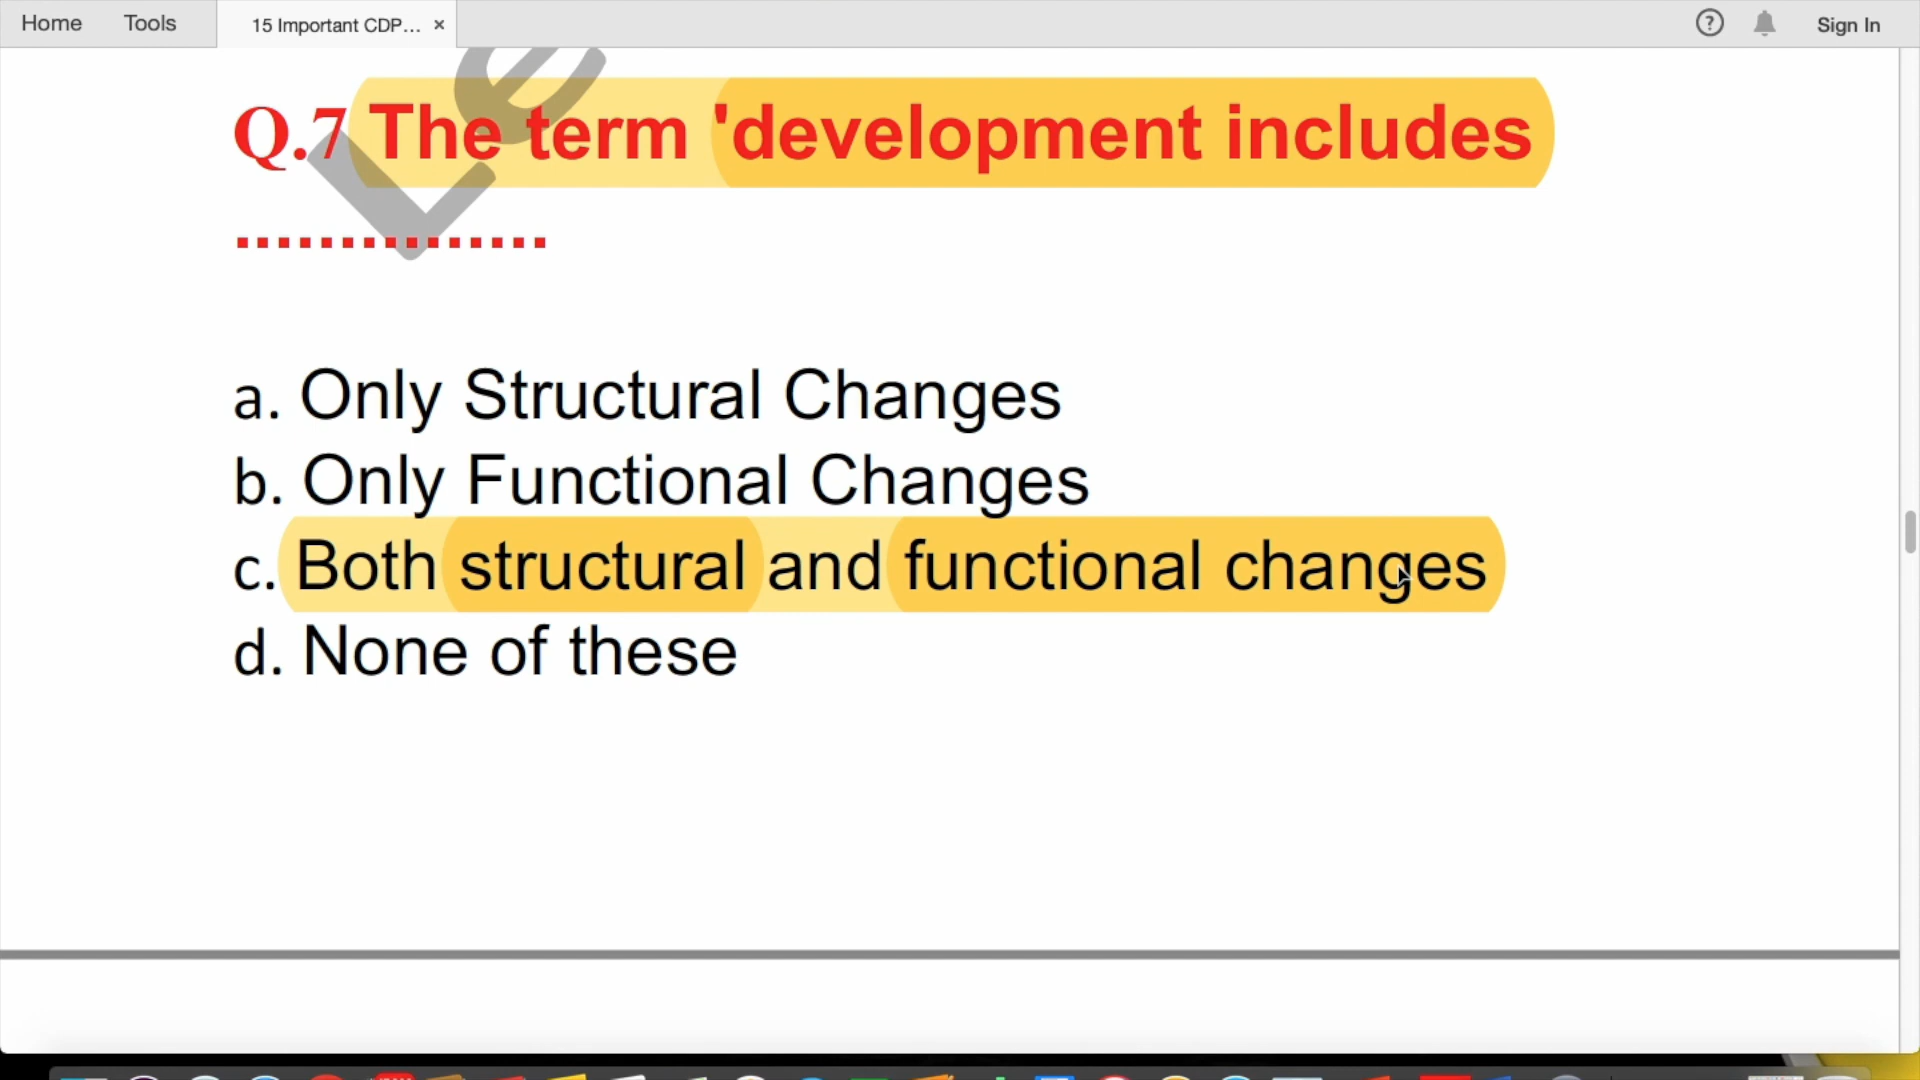 Home Tools 15 Important CDP... × ? Sign In
Q.7 The term 'development includes
...............
a. Only Structural Changes
b. Only Functional Changes
c. Both structural and functional changes
d. None of these
Le